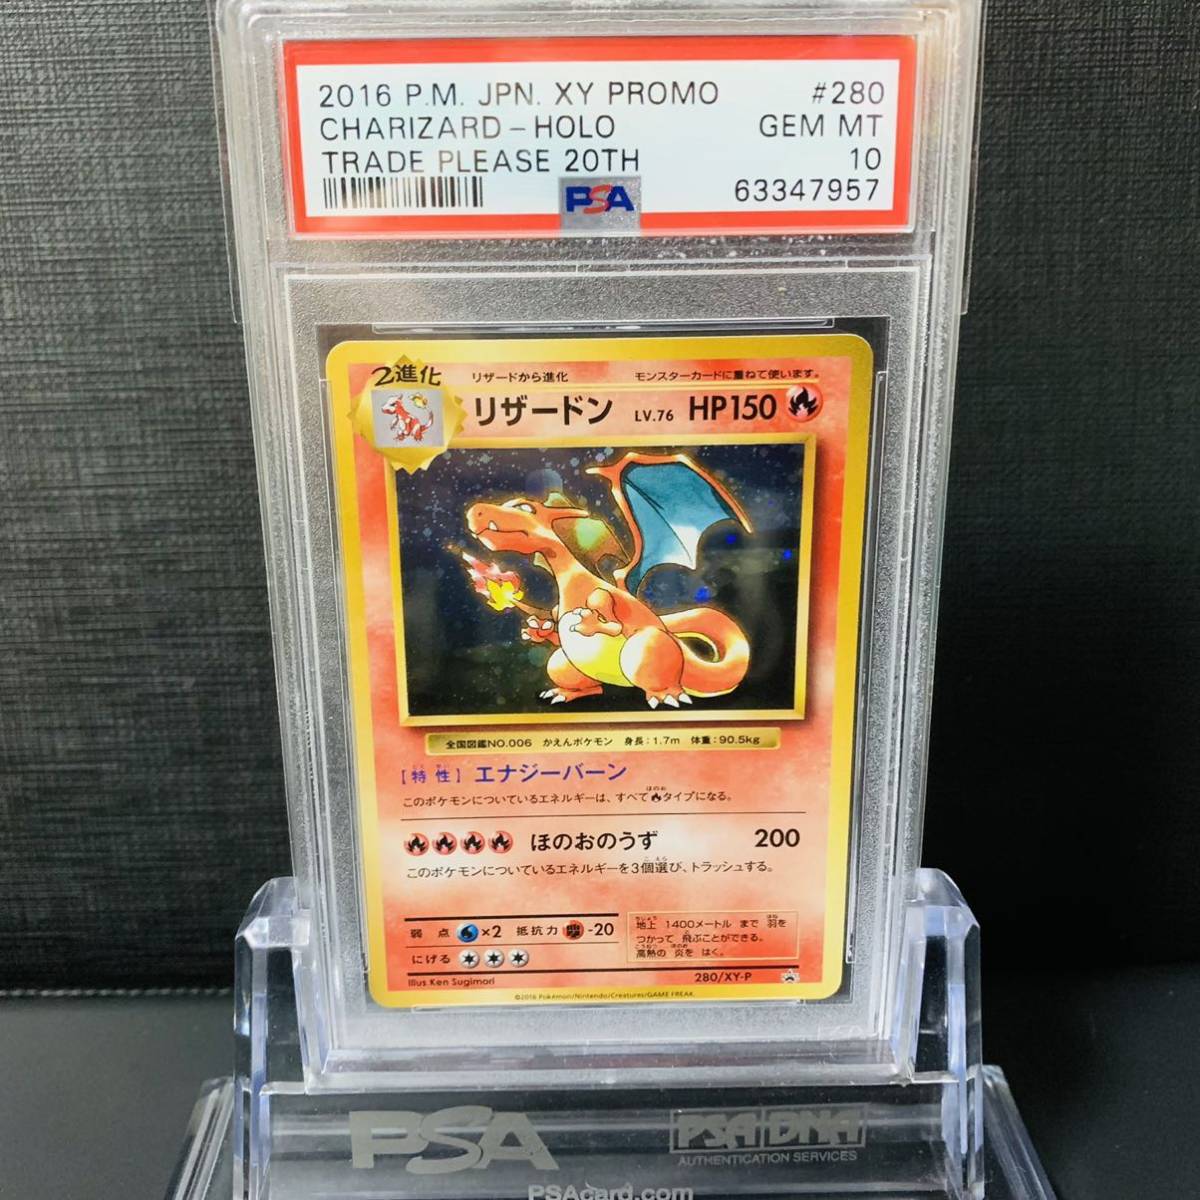 2016 P.M. JPN. XY PROMO #280
CHARIZARD-HOLO GEM MT
TRADE PLEASE 20TH 10
PSA 63347957
2進化 リザードから進化 モンスターカードに重ねて使います。
リザードン LV.76 HP150
全国図鑑NO.006 かえんポケモン 身長:1.7m 体重:90.5kg
[特性] エナジーバーン
このポケモンについているエネルギーは、すべてタイプになる。
ほのおのうず 200
このポケモンについているエネルギーを3個選び、トラッシュする。
弱点 ×2 抵抗力 -20
にげる
地上 1400メートル まで 羽を
つかって 飛ぶことができる。
高熱の 炎を はく。
280/XY-P
Illus Ken Sugimori
©2016 Pokémon/Nintendo/Creatures/GAME FREAK.
PSA PSA DNA
AUTHENTICATION SERVICES
PSAcard.com